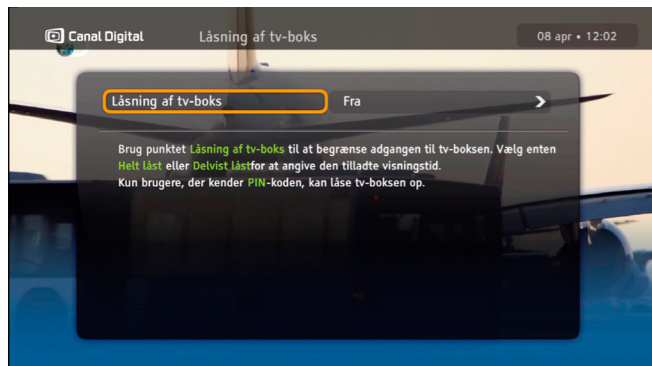 Canal Digital Låsning af tv-boks 08 apr • 12:02
Låsning af tv-boks Fra
Brug punktet Låsning af tv-boks til at begrænse adgangen til tv-boksen. Vælg enten
Helt låst eller Delvist låstfor at angive den tilladte visningstid.
Kun brugere, der kender PIN-koden, kan låse tv-boksen op.